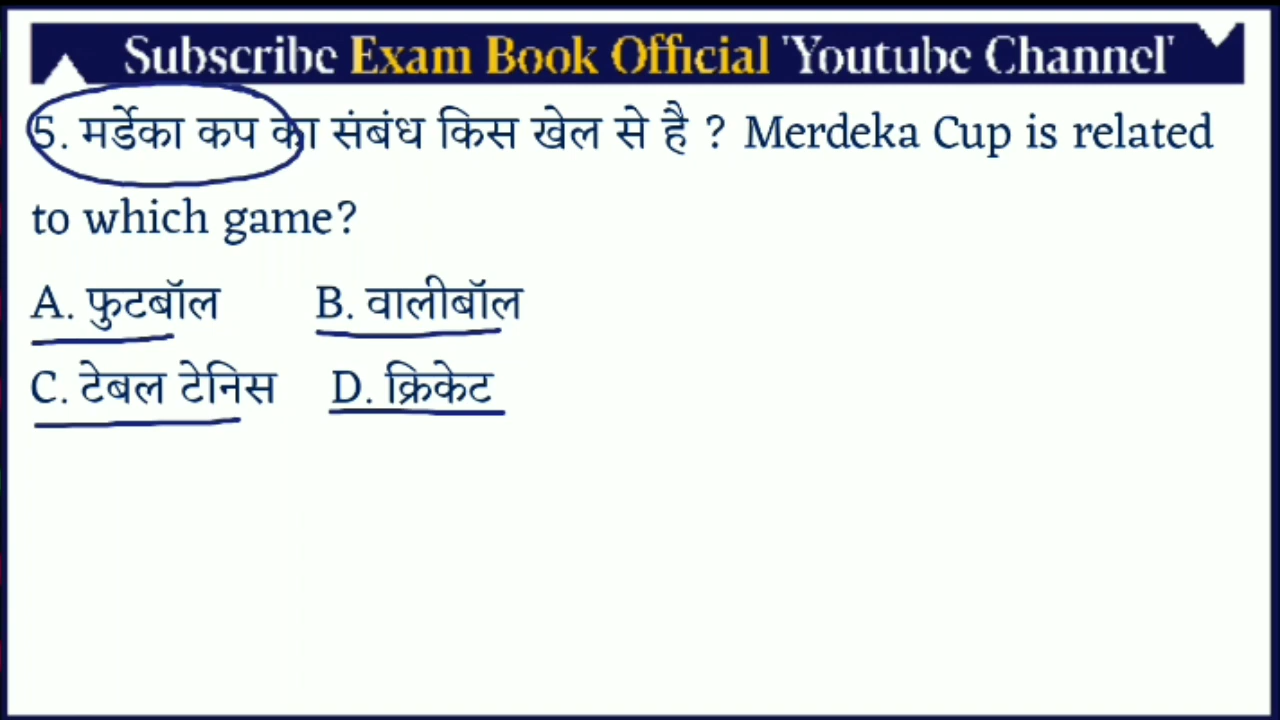 Subscribe Exam Book Official 'Youtube Channel'
5. मर्डेका कप का संबंध किस खेल से है ? Merdeka Cup is related
to which game?
A. फुटबॉल B. वालीबॉल
C. टेबल टेनिस D. क्रिकेट